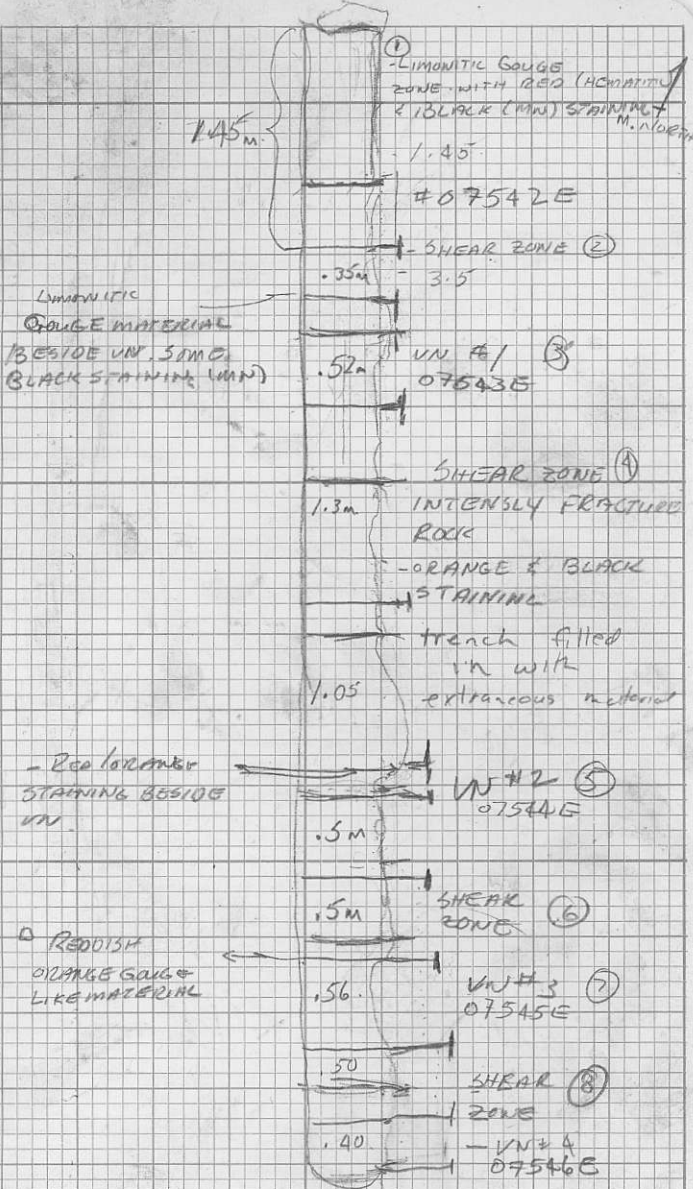 ①
- LIMONITIC GOUGE
ZONE WITH RED (HEMATITE)
& BLACK (MN) STAINING
M. NORTH
1.45 M.
- 1.45
#07542E
- SHEAR ZONE ②
.35m - 3.5
LIMONITIC
GOUGE MATERIAL
BESIDE VN. SOME
BLACK STAINING (MN)
.52m
VN #1 ③
07543E
SHEAR ZONE ④
1.3m
INTENSLY FRACTURE
ROCK
- ORANGE & BLACK
STAINING
trench filled
in with
extraneous material
1.05
- RED/ORANGE
STAINING BESIDE
VN
VN #2 ⑤
07544E
.5m
.5m
SHEAR ⑥
ZONE
REDDISH
ORANGE GOUGE
LIKE MATERIAL
.56
VN #3 ⑦
07545E
.50
SHEAR ⑧
ZONE
.40
- VN #4
07546E